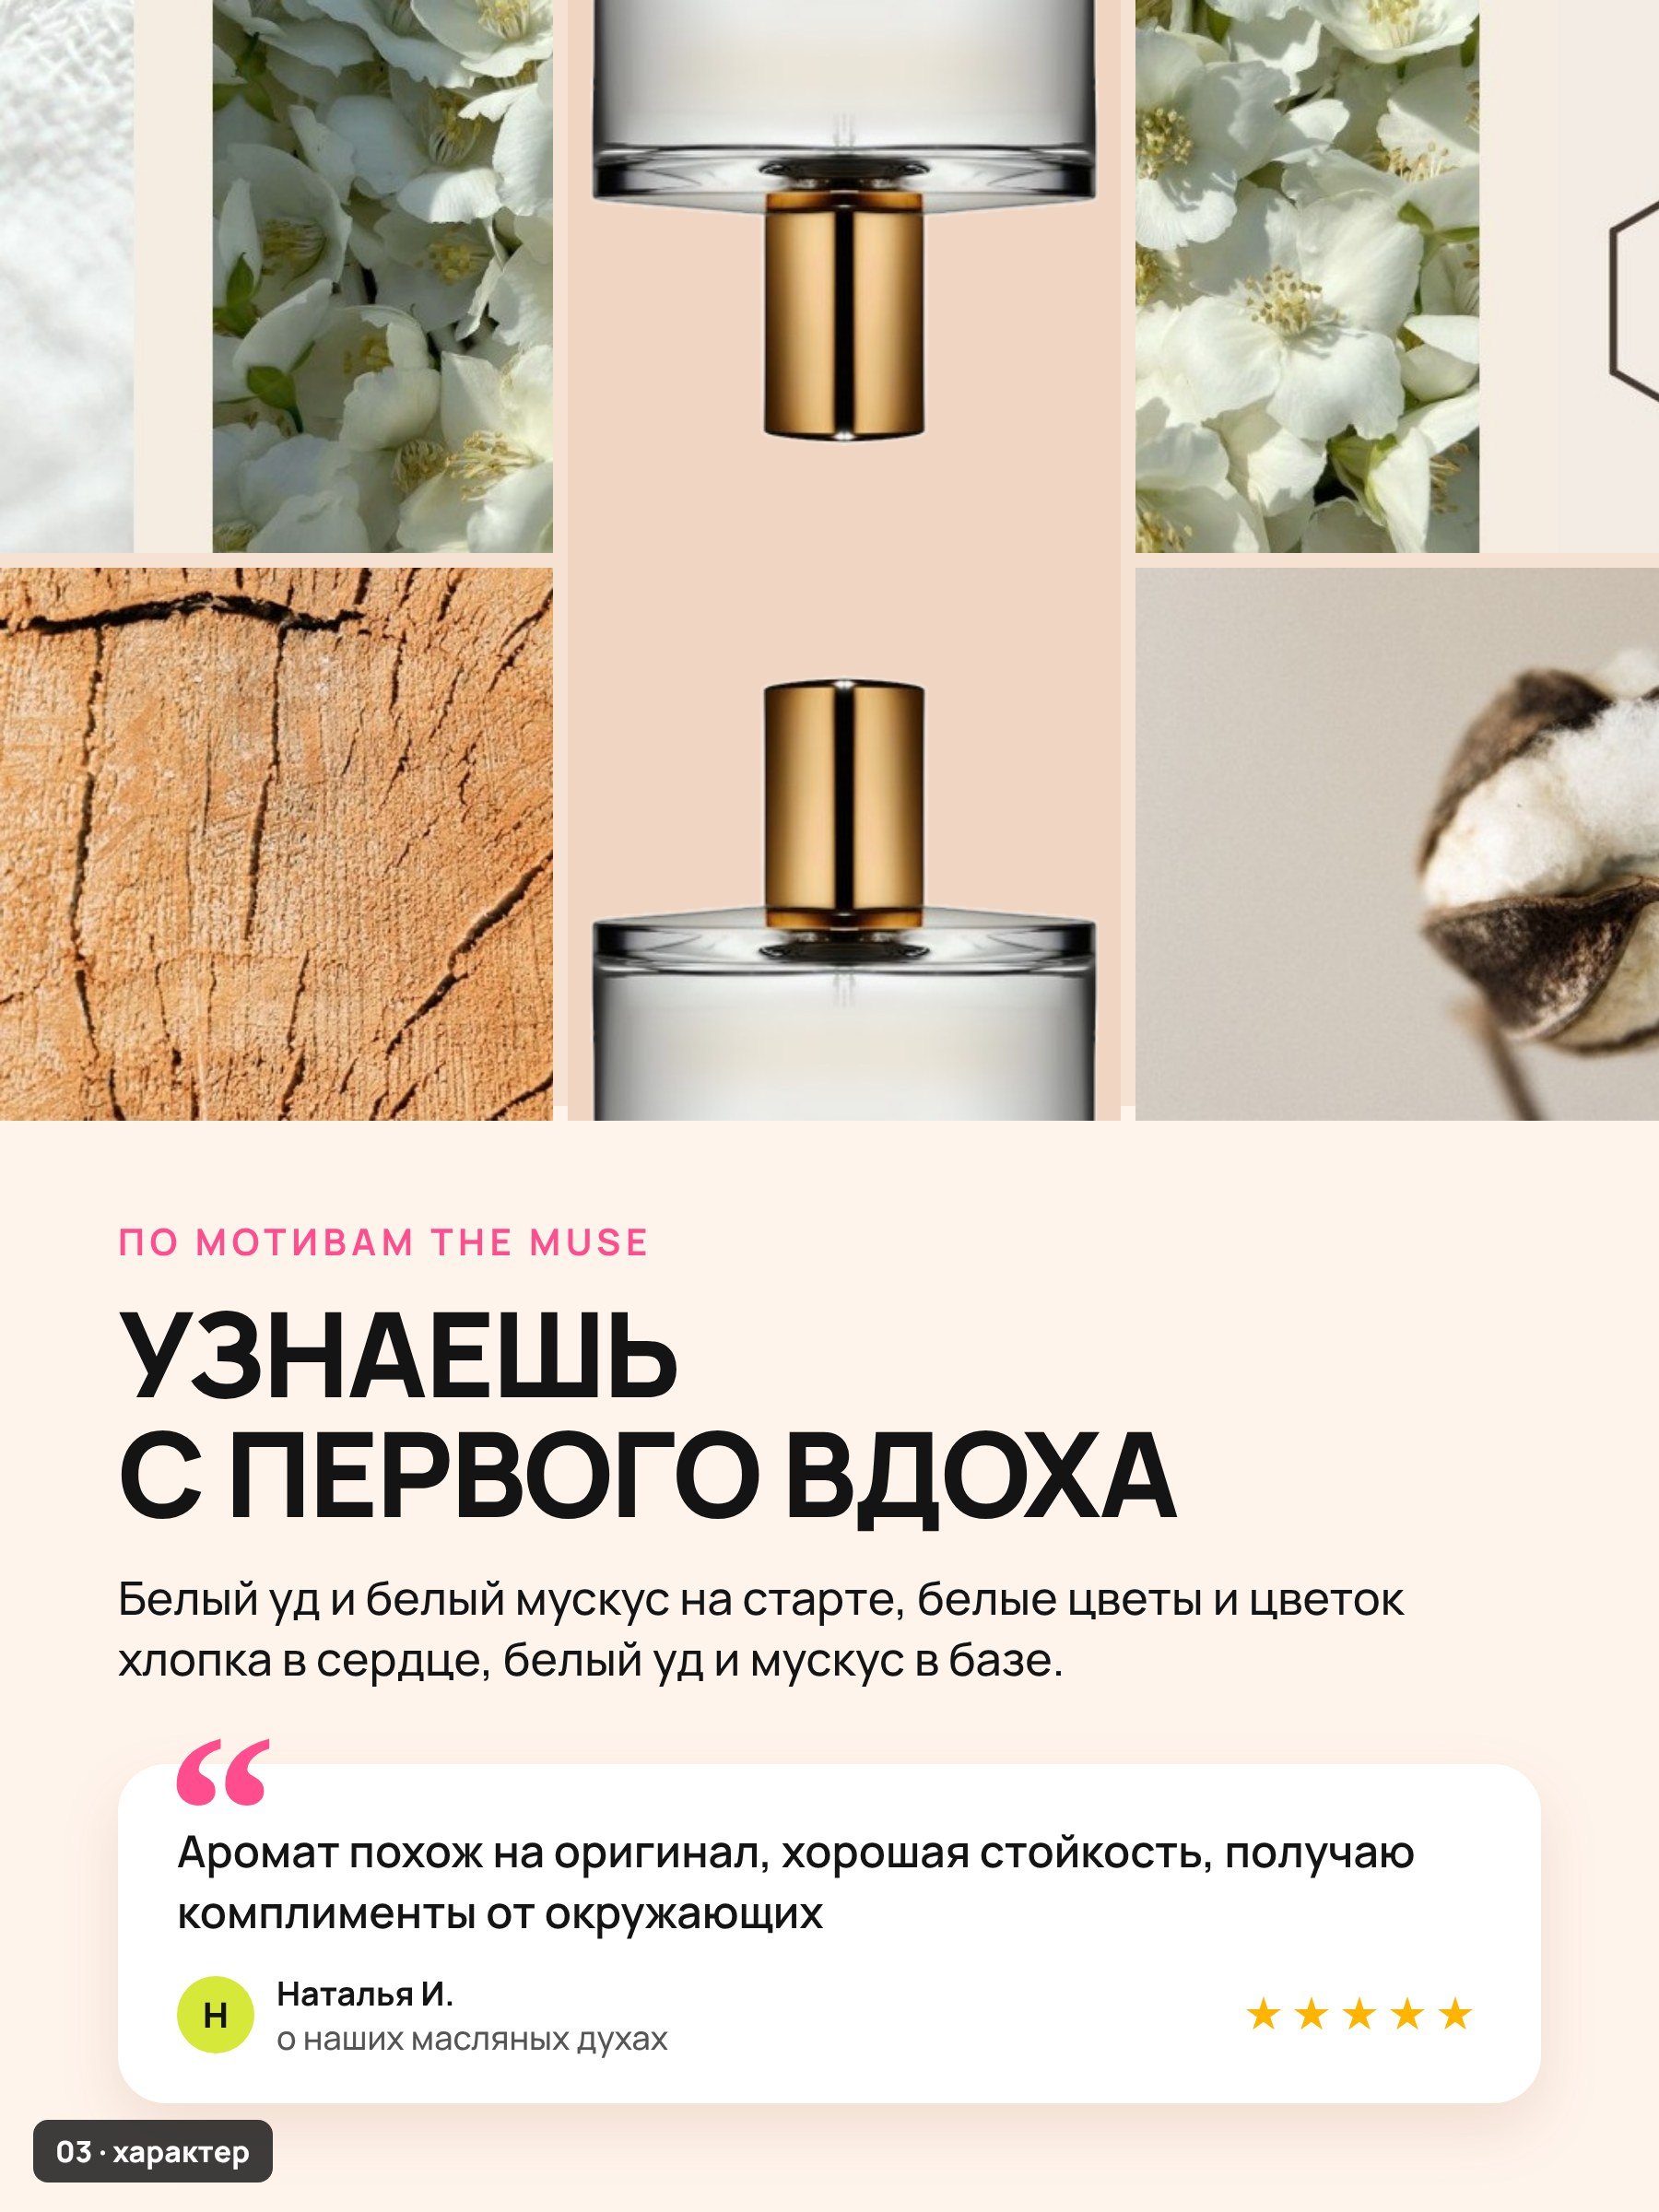 ПО МОТИВАМ THE MUSE
УЗНАЕШЬ
С ПЕРВОГО ВДОХА
Белый уд и белый мускус на старте, белые цветы и цветок
хлопка в сердце, белый уд и мускус в базе.
“
Аромат похож на оригинал, хорошая стойкость, получаю
комплименты от окружающих
Н
Наталья И.
о наших масляных духах
★★★★★
03 · характер